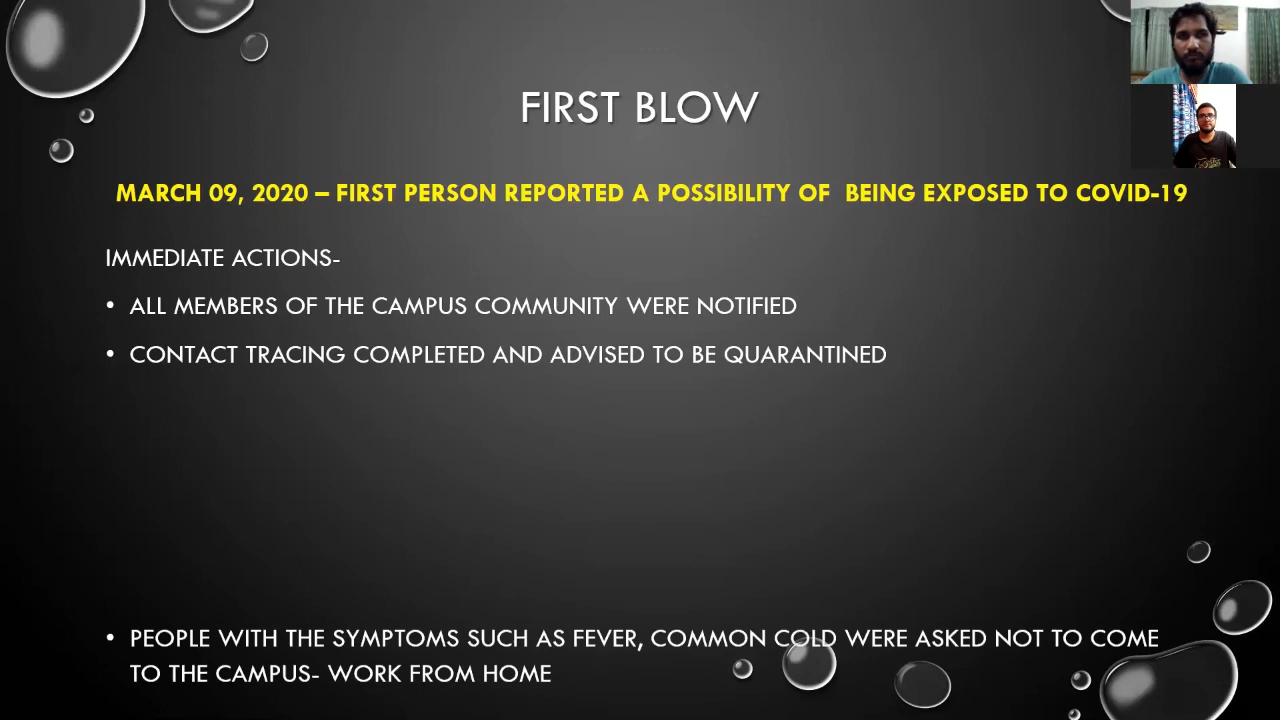 FIRST BLOW
MARCH 09, 2020 – FIRST PERSON REPORTED A POSSIBILITY OF  BEING EXPOSED TO COVID-19
IMMEDIATE ACTIONS-
• ALL MEMBERS OF THE CAMPUS COMMUNITY WERE NOTIFIED
• CONTACT TRACING COMPLETED AND ADVISED TO BE QUARANTINED
• PEOPLE WITH THE SYMPTOMS SUCH AS FEVER, COMMON COLD WERE ASKED NOT TO COME
TO THE CAMPUS- WORK FROM HOME